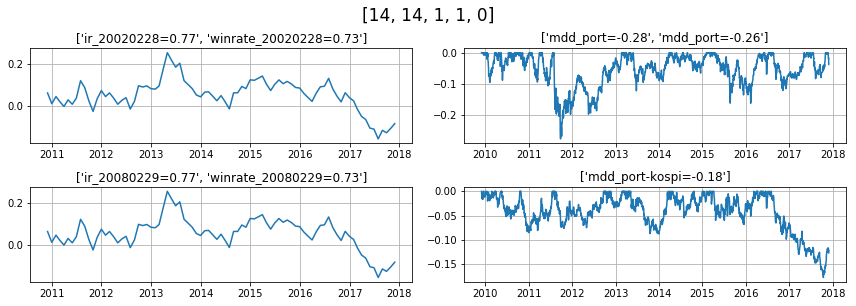 [14, 14, 1, 1, 0]
['ir_20020228=0.77', 'winrate_20020228=0.73']
0.2
0.0
2011 2012 2013 2014 2015 2016 2017 2018
['mdd_port=-0.28', 'mdd_port=-0.26']
0.0
−0.1
−0.2
2010 2011 2012 2013 2014 2015 2016 2017 2018
['ir_20080229=0.77', 'winrate_20080229=0.73']
0.2
0.0
2011 2012 2013 2014 2015 2016 2017 2018
['mdd_port-kospi=-0.18']
0.00
−0.05
−0.10
−0.15
2010 2011 2012 2013 2014 2015 2016 2017 2018